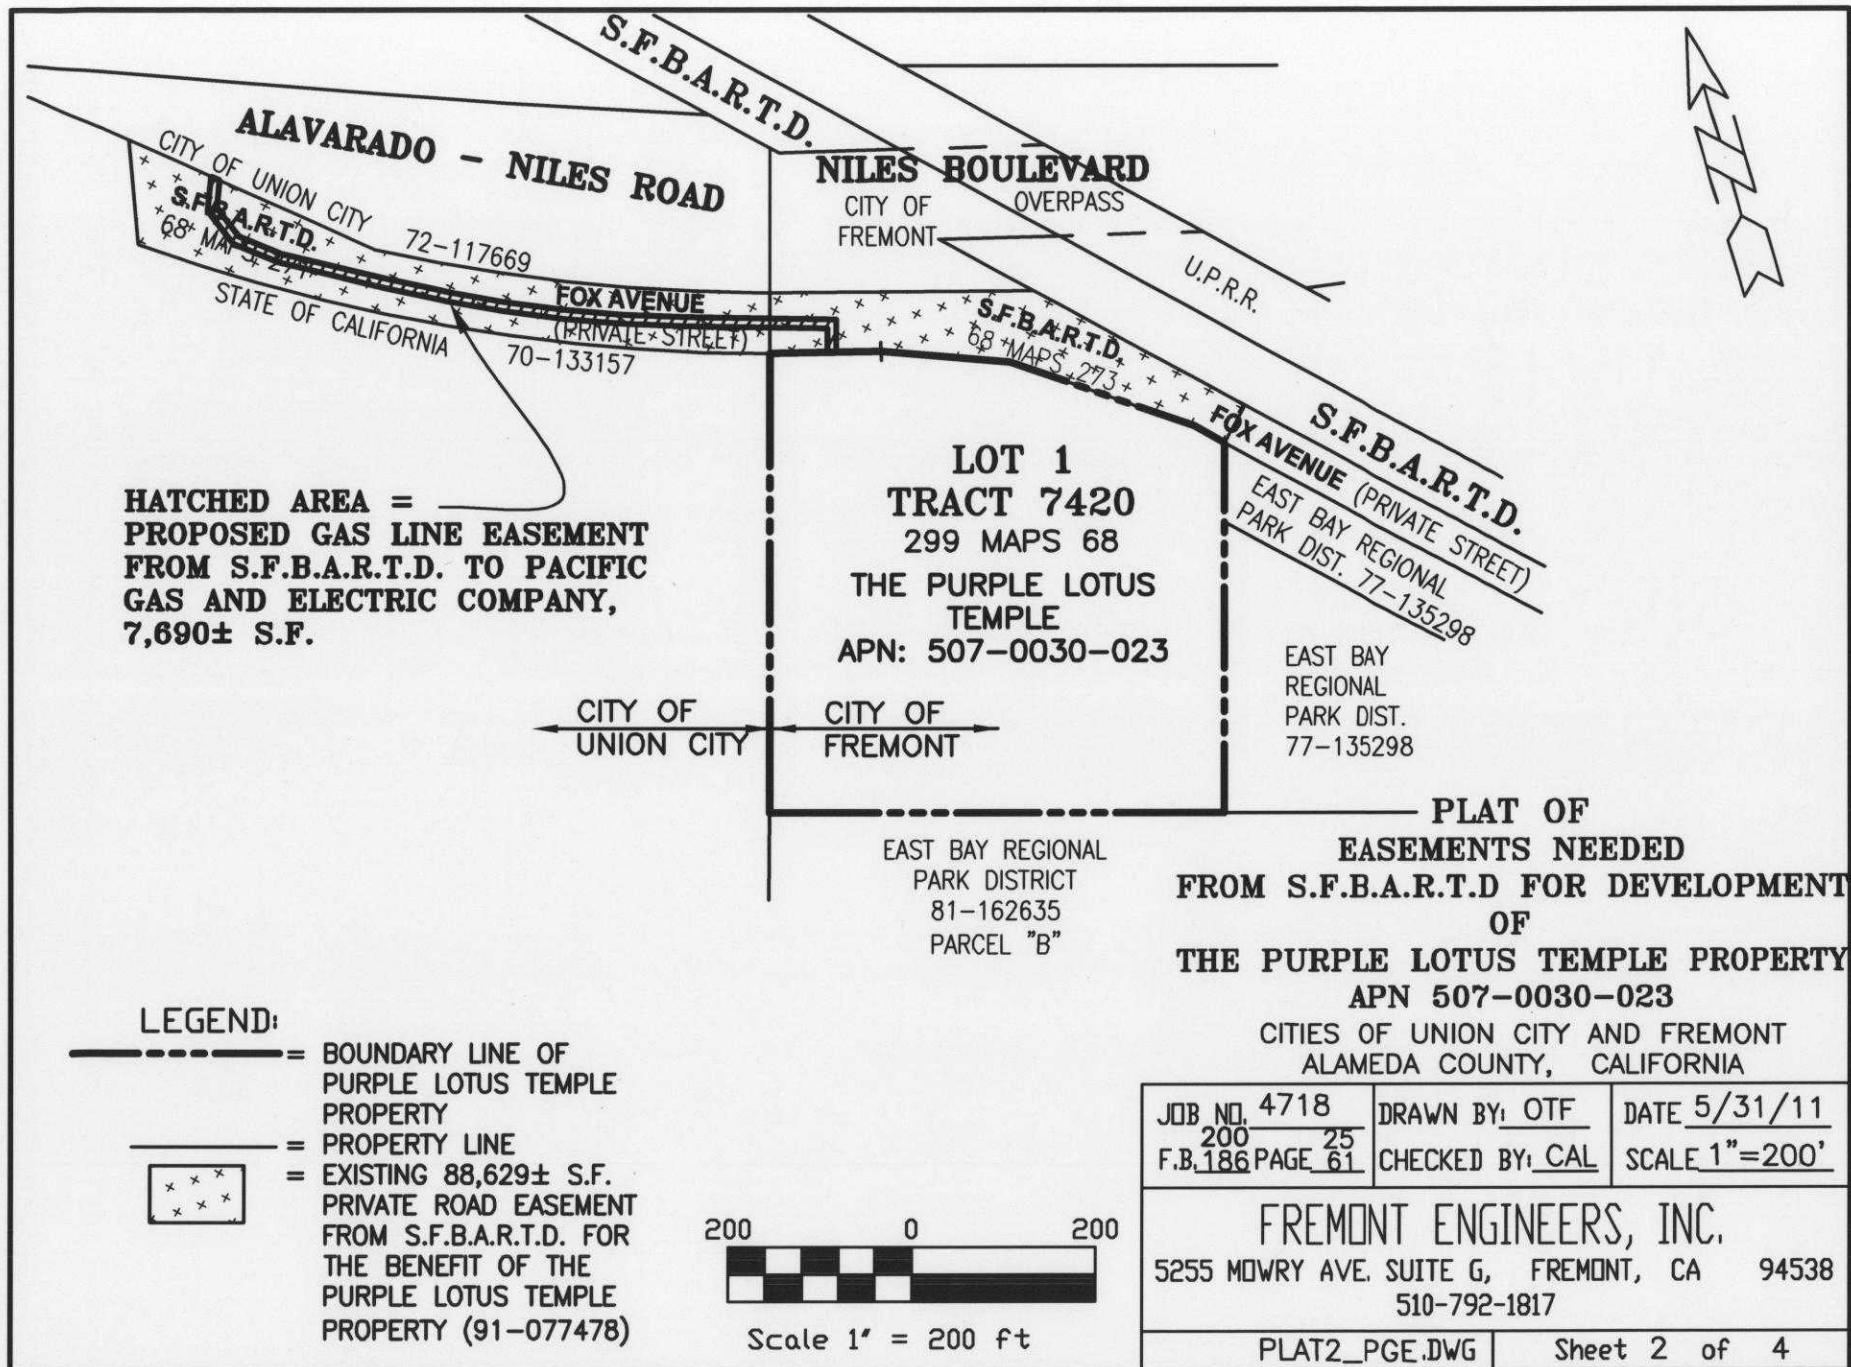 S.F.B.A.R.T.D.
ALAVARADO - NILES ROAD
NILES BOULEVARD
OVERPASS
CITY OF
FREMONT
U.P.R.R.
CITY OF UNION CITY
72-117669
S.F.B.A.R.T.D.
68 MAPS
STATE OF CALIFORNIA
70-133157
FOX AVENUE
(PRIVATE STREET)
S.F.B.A.R.T.D.
68 MAPS 273
S.F.B.A.R.T.D.
FOX AVENUE (PRIVATE STREET)
EAST BAY REGIONAL
PARK DIST. 77-135298
HATCHED AREA =
PROPOSED GAS LINE EASEMENT
FROM S.F.B.A.R.T.D. TO PACIFIC
GAS AND ELECTRIC COMPANY,
7,690± S.F.
LOT 1
TRACT 7420
299 MAPS 68
THE PURPLE LOTUS
TEMPLE
APN: 507-0030-023
EAST BAY
REGIONAL
PARK DIST.
77-135298
CITY OF
UNION CITY
CITY OF
FREMONT
EAST BAY REGIONAL
PARK DISTRICT
81-162635
PARCEL "B"
PLAT OF
EASEMENTS NEEDED
FROM S.F.B.A.R.T.D FOR DEVELOPMENT
OF
THE PURPLE LOTUS TEMPLE PROPERTY
APN 507-0030-023
CITIES OF UNION CITY AND FREMONT
ALAMEDA COUNTY, CALIFORNIA
LEGEND:
= BOUNDARY LINE OF
PURPLE LOTUS TEMPLE
PROPERTY
= PROPERTY LINE
= EXISTING 88,629± S.F.
PRIVATE ROAD EASEMENT
FROM S.F.B.A.R.T.D. FOR
THE BENEFIT OF THE
PURPLE LOTUS TEMPLE
PROPERTY (91-077478)
200 0 200
Scale 1" = 200 ft
JOB NO. 4718
200 25
F.B. 186 PAGE 61
DRAWN BY: OTF
CHECKED BY: CAL
DATE 5/31/11
SCALE 1"=200'
FREMONT ENGINEERS, INC.
5255 MOWRY AVE. SUITE G, FREMONT, CA 94538
510-792-1817
PLAT2_PGE.DWG
Sheet 2 of 4